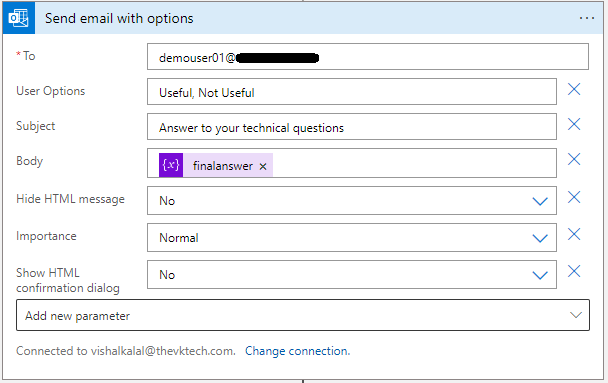 Send email with options
* To
demouser01@
User Options
Useful, Not Useful
Subject
Answer to your technical questions
Body
{x} finalanswer ×
Hide HTML message
No
Importance
Normal
Show HTML
confirmation dialog
No
Add new parameter
Connected to vishalkalal@thevktech.com. Change connection.